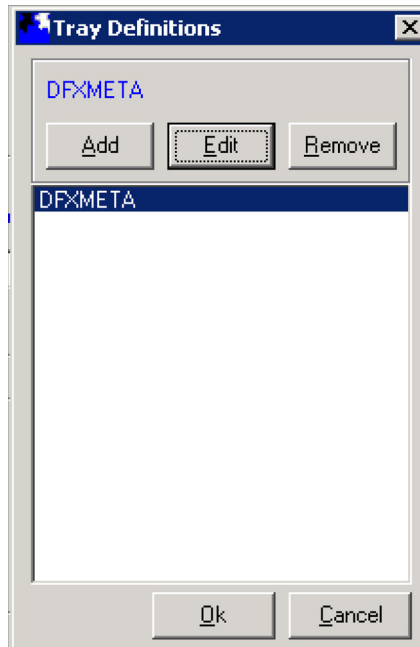 Tray Definitions
DFXMETA
Add Edit Remove
DFXMETA
Ok Cancel